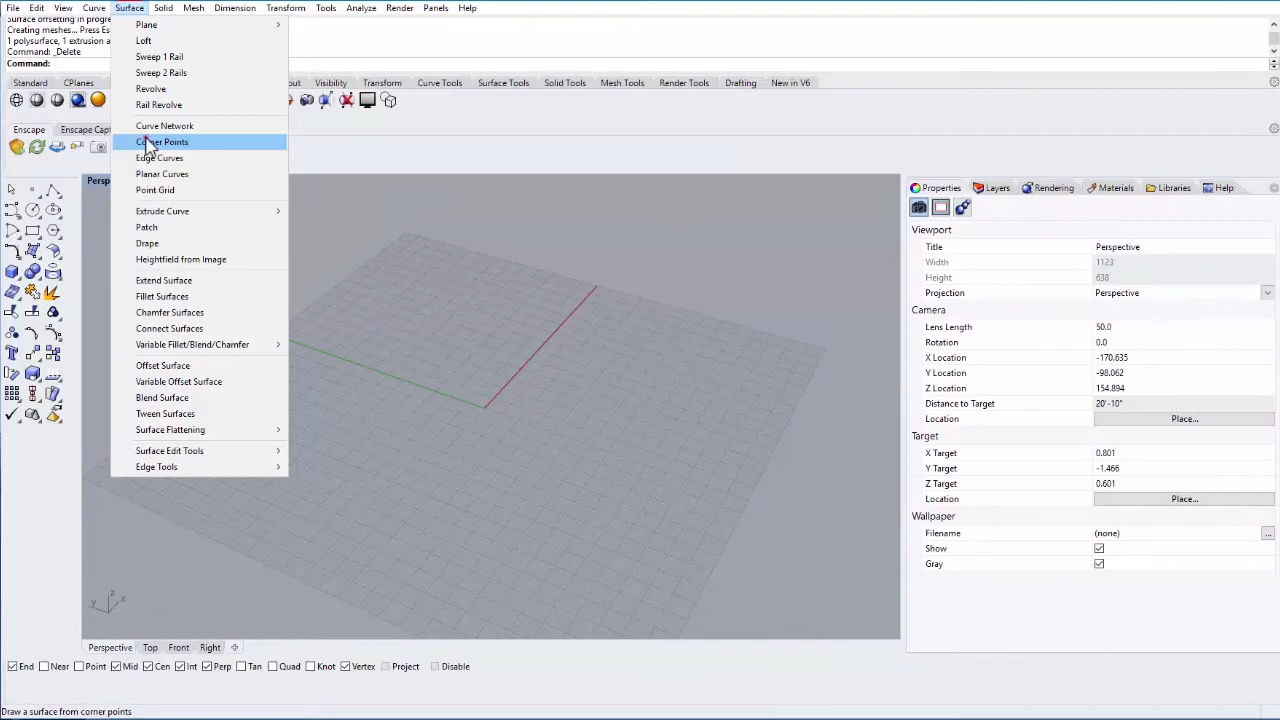 File Edit View Curve Surface Solid Mesh Dimension Transform Tools Analyze Render Panels Help
Surface offsetting in progre
Creating meshes... Press Es
1 polysurface, 1 extrusion a
Command: _Delete
Command:
Standard CPlanes out Visibility Transform Curve Tools Surface Tools Solid Tools Mesh Tools Render Tools Drafting New in V6
Enscape Enscape Capt
Plane
Loft
Sweep 1 Rail
Sweep 2 Rails
Revolve
Rail Revolve
Curve Network
Corner Points
Edge Curves
Planar Curves
Point Grid
Extrude Curve
Patch
Drape
Heightfield from Image
Extend Surface
Fillet Surfaces
Chamfer Surfaces
Connect Surfaces
Variable Fillet/Blend/Chamfer
Offset Surface
Variable Offset Surface
Blend Surface
Tween Surfaces
Surface Flattening
Surface Edit Tools
Edge Tools
Persp
z
y x
Properties Layers Rendering Materials Libraries Help
Viewport
Title Perspective
Width 1123
Height 638
Projection Perspective
Camera
Lens Length 50.0
Rotation 0.0
X Location -170.635
Y Location -98.062
Z Location 154.894
Distance to Target 20'-10"
Location Place...
Target
X Target 0.801
Y Target -1.466
Z Target 0.601
Location Place...
Wallpaper
Filename (none) ...
Show
Gray
Perspective Top Front Right
End Near Point Mid Cen Int Perp Tan Quad Knot Vertex Project Disable
Draw a surface from corner points